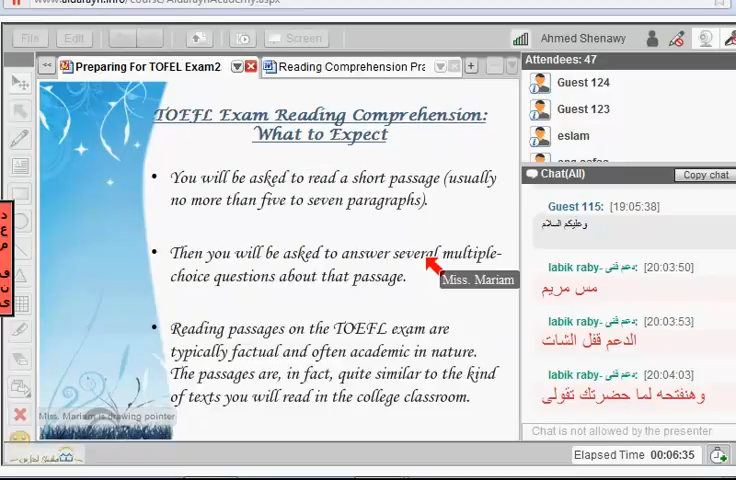 www.aldarayn.info/course/AldaraynAcademy.aspx
File Edit Screen
Ahmed Shenawy
<< Preparing For TOFEL Exam2
Reading Comprehension Pra
+
Attendees: 47
Guest 124
Guest 123
eslam
TOEFL Exam Reading Comprehension:
What to Expect
• You will be asked to read a short passage (usually
no more than five to seven paragraphs).
• Then you will be asked to answer several multiple-
choice questions about that passage.
Miss. Mariam
• Reading passages on the TOEFL exam are
typically factual and often academic in nature.
The passages are, in fact, quite similar to the kind
of texts you will read in the college classroom.
Miss. Mariam is drawing pointer
Chat(All)
Copy chat
Guest 115: [19:05:38]
وعليكم السلام
labik raby- دعم فنى: [20:03:50]
مس مريم
labik raby- دعم فنى: [20:03:53]
الدعم قفل الشات
labik raby- دعم فنى: [20:04:03]
وهنفتحه لما حضرتك تقولى
Chat is not allowed by the presenter
Elapsed Time 00:06:35